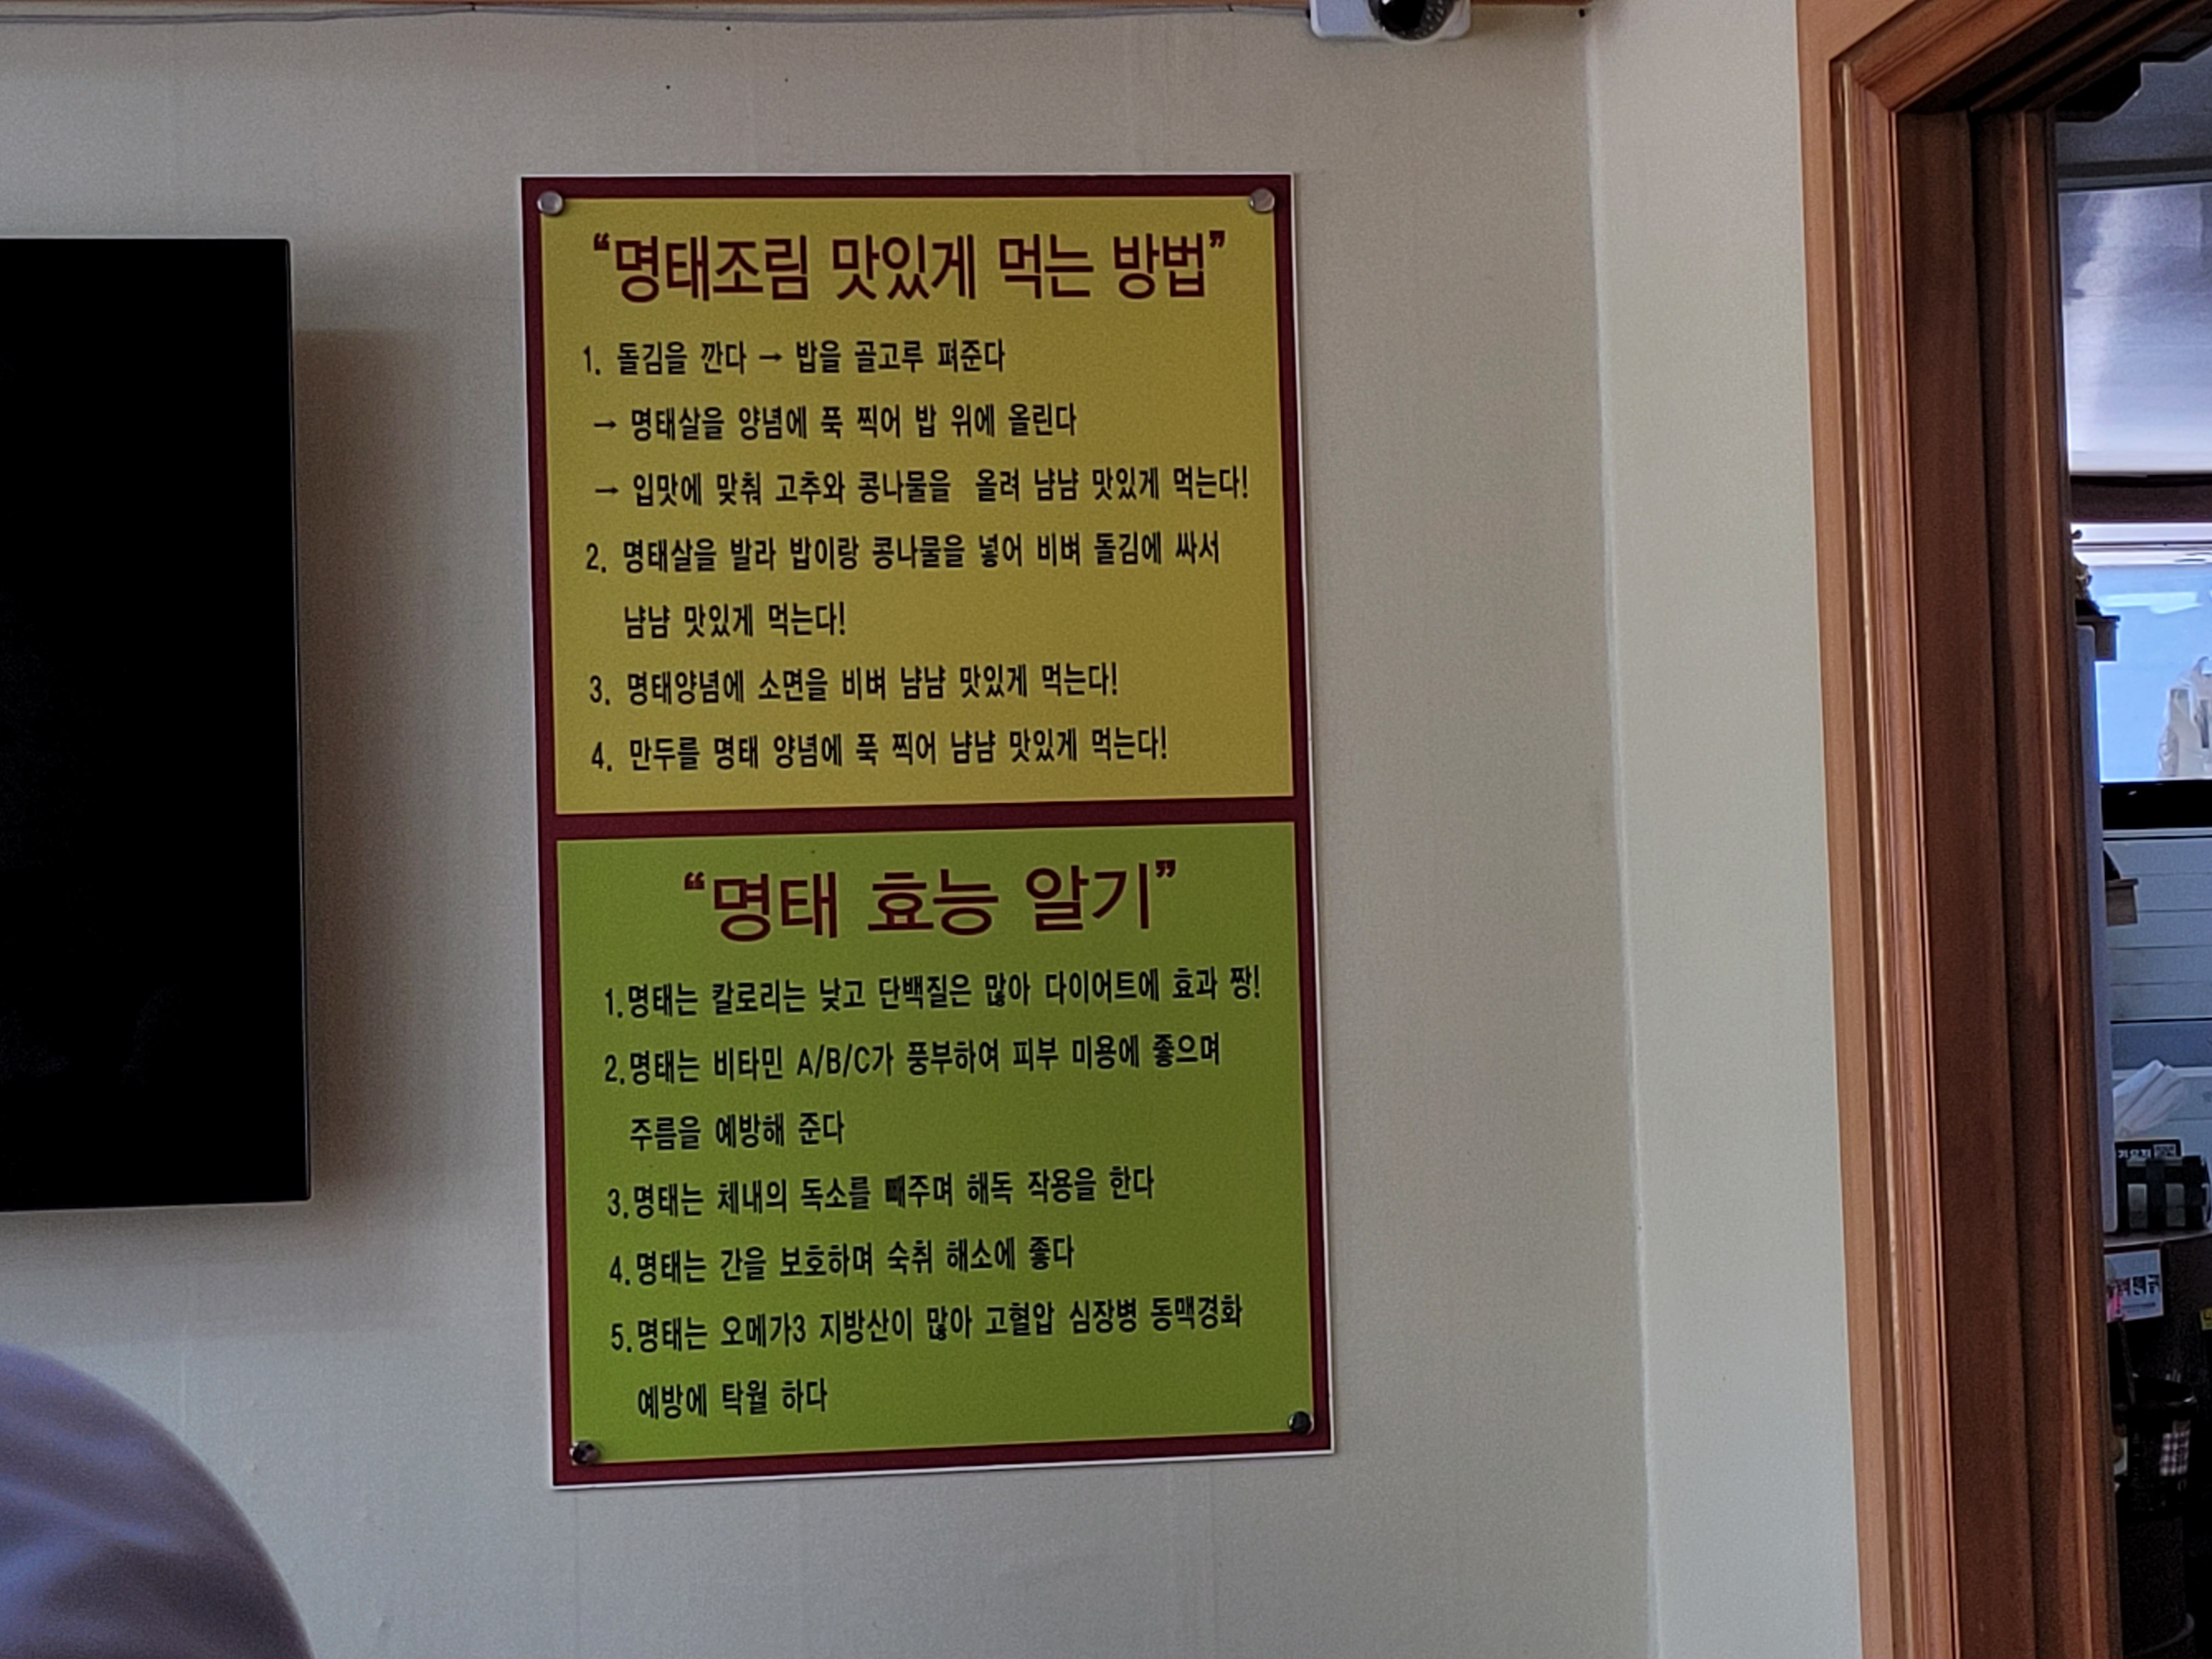 “명태조림 맛있게 먹는 방법”
1. 돌김을 깐다 → 밥을 골고루 펴준다
→ 명태살을 양념에 푹 찍어 밥 위에 올린다
→ 입맛에 맞춰 고추와 콩나물을 올려 냠냠 맛있게 먹는다!
2. 명태살을 발라 밥이랑 콩나물을 넣어 비벼 돌김에 싸서
냠냠 맛있게 먹는다!
3. 명태양념에 소면을 비벼 냠냠 맛있게 먹는다!
4. 만두를 명태 양념에 푹 찍어 냠냠 맛있게 먹는다!
“명태 효능 알기”
1.명태는 칼로리는 낮고 단백질은 많아 다이어트에 효과 짱!
2.명태는 비타민 A/B/C가 풍부하여 피부 미용에 좋으며
주름을 예방해 준다
3.명태는 체내의 독소를 빼주며 해독 작용을 한다
4.명태는 간을 보호하며 숙취 해소에 좋다
5.명태는 오메가3 지방산이 많아 고혈압 심장병 동맥경화
예방에 탁월 하다